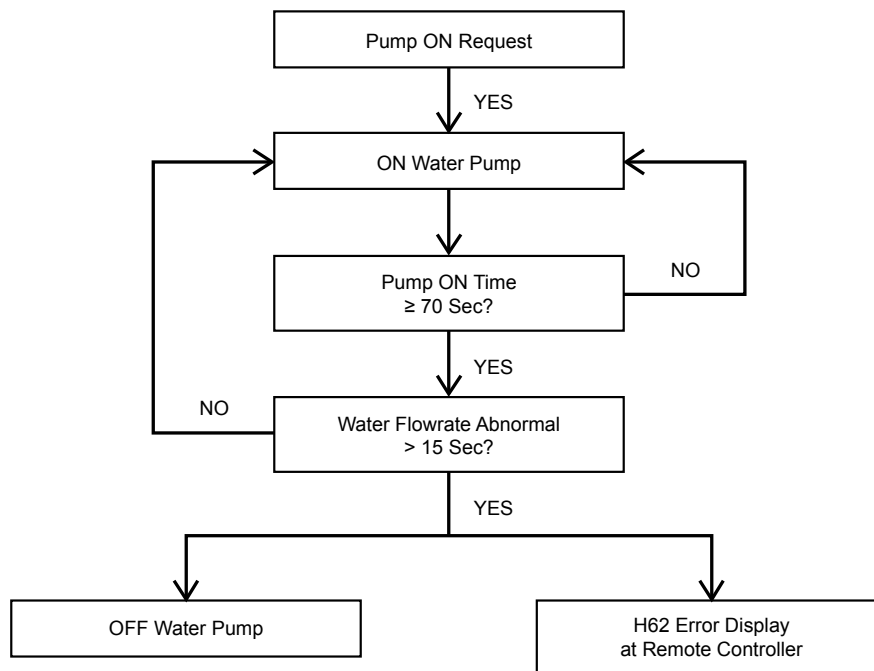 Pump ON Request
YES
ON Water Pump
Pump ON Time
≥ 70 Sec?
NO
YES
NO
Water Flowrate Abnormal
> 15 Sec?
YES
OFF Water Pump
H62 Error Display
at Remote Controller